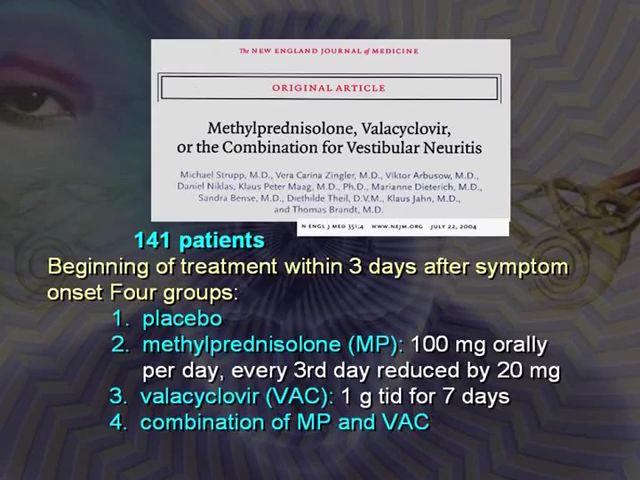 The NEW ENGLAND JOURNAL of MEDICINE
ORIGINAL ARTICLE
Methylprednisolone, Valacyclovir,
or the Combination for Vestibular Neuritis
Michael Strupp, M.D., Vera Carina Zingler, M.D., Viktor Arbusow, M.D.,
Daniel Niklas, Klaus Peter Maag, M.D., Ph.D., Marianne Dieterich, M.D.,
Sandra Bense, M.D., Diethilde Theil, D.V.M., Klaus Jahn, M.D.,
and Thomas Brandt, M.D.
N ENGL J MED 351;4 WWW.NEJM.ORG JULY 22, 2004
141 patients
Beginning of treatment within 3 days after symptom
onset Four groups:
1. placebo
2. methylprednisolone (MP): 100 mg orally
per day, every 3rd day reduced by 20 mg
3. valacyclovir (VAC): 1 g tid for 7 days
4. combination of MP and VAC